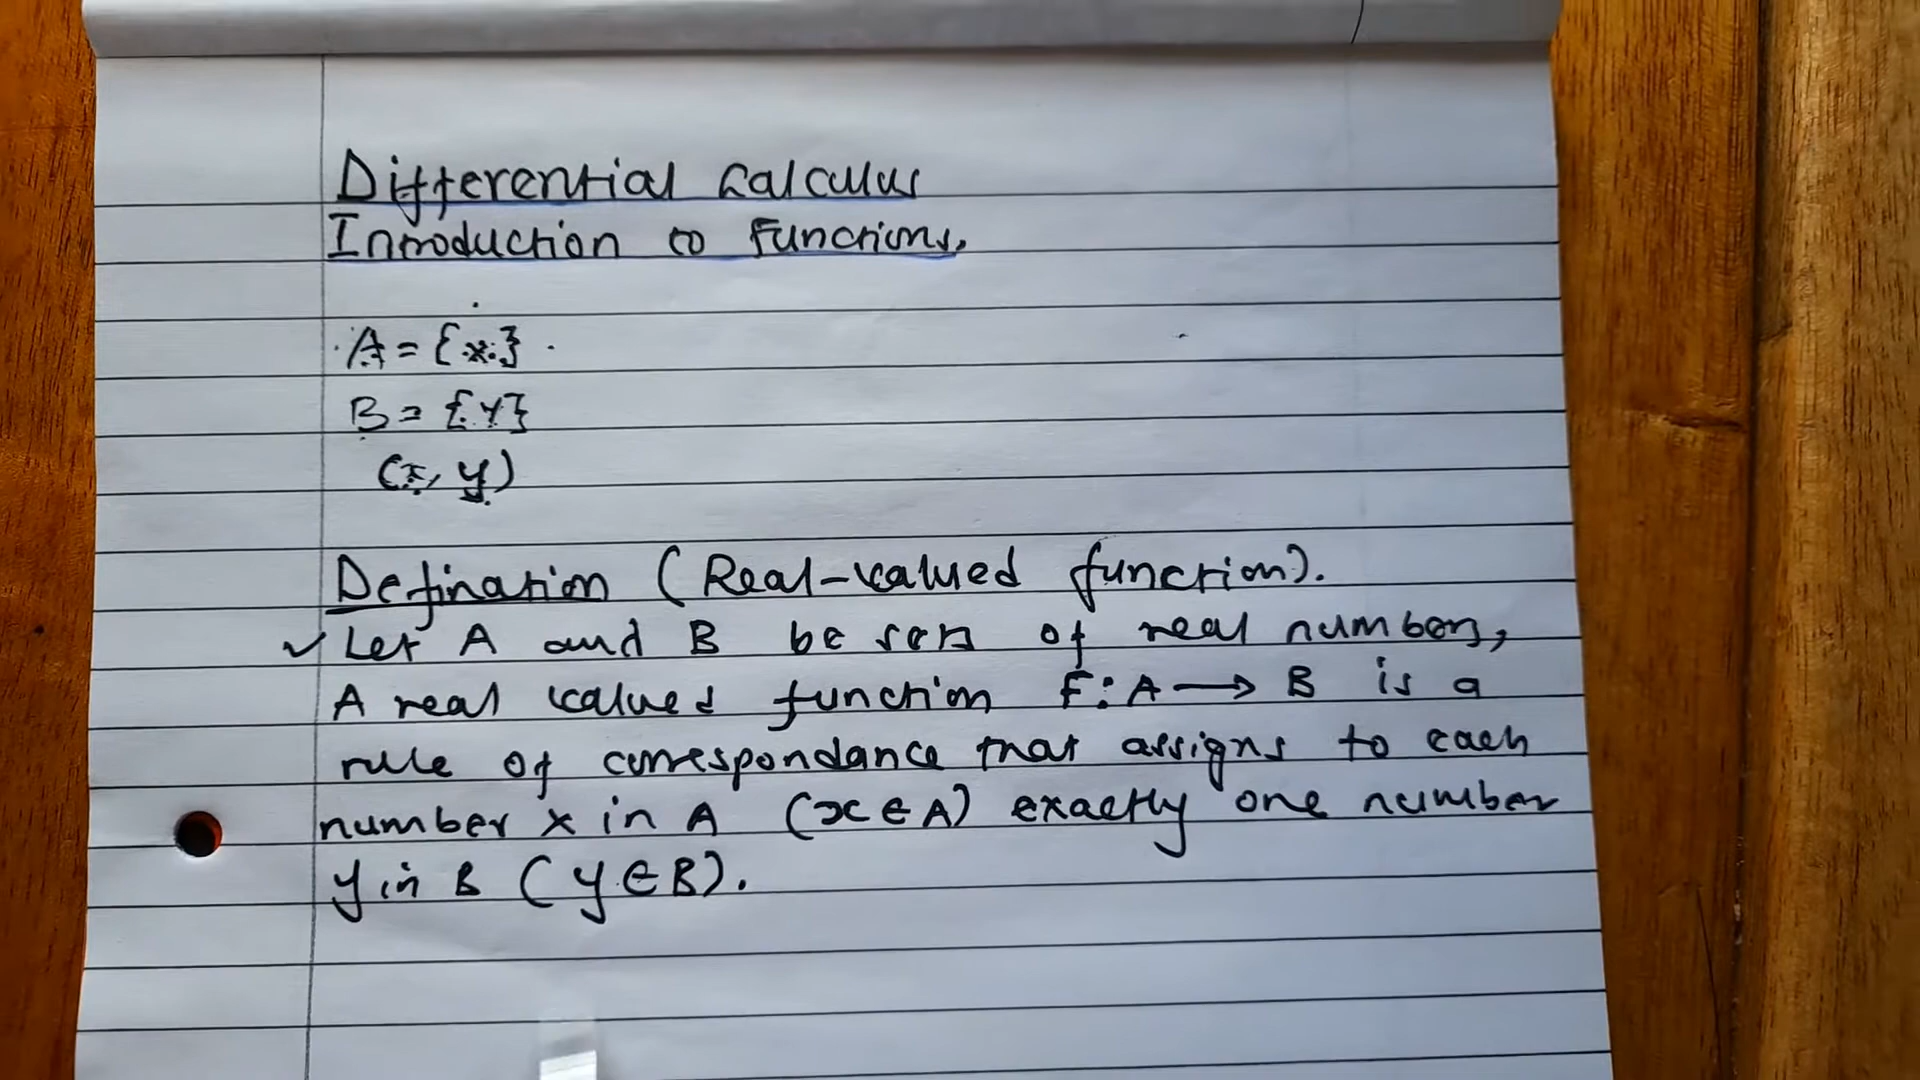 Differential Calculus
Introduction to Functions.
A = {x}
B = {Y}
(x, y)
Defination (Real-valued function).
✓ Let A and B be sets of real numbers,
A real valued function F: A → B is a
rule of correspondance that assigns to each
number x in A (x ∈ A) exactly one number
y in B (y ∈ B).